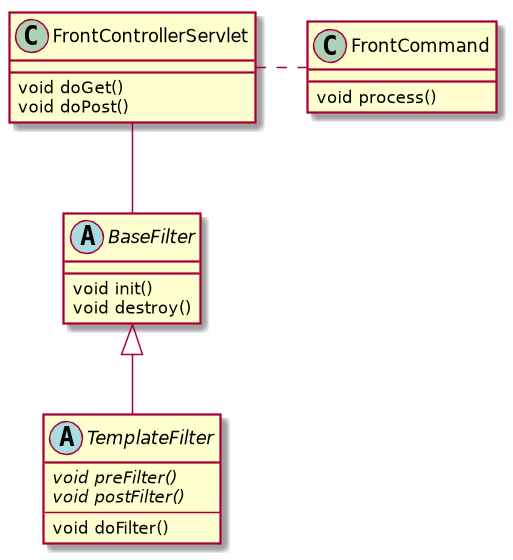 C FrontControllerServlet
void doGet()
void doPost()
C FrontCommand
void process()
A BaseFilter
void init()
void destroy()
A TemplateFilter
void preFilter()
void postFilter()
void doFilter()